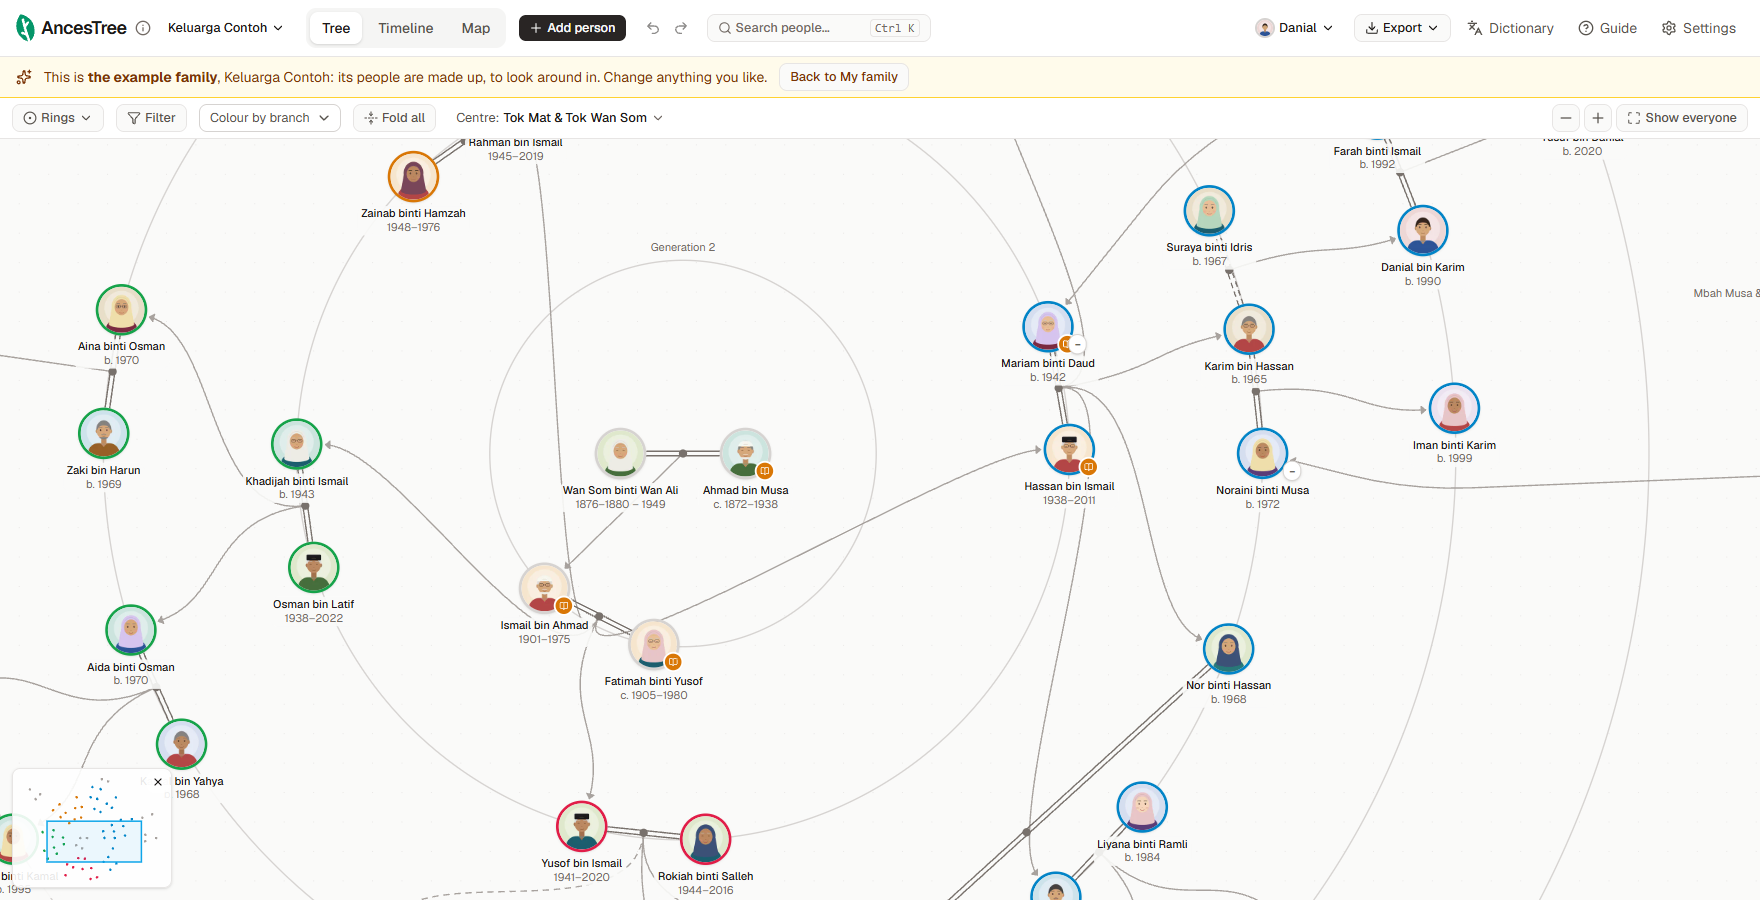 AncesTree
Keluarga Contoh
Tree
Timeline
Map
Add person
Search people...
Ctrl K
Danial
Export
Dictionary
Guide
Settings
This is the example family, Keluarga Contoh: its people are made up, to look around in. Change anything you like.
Back to My family
Rings
Filter
Colour by branch
Fold all
Centre: Tok Mat & Tok Wan Som
Show everyone
Rahman bin Ismail
1945–2019
Farah binti Ismail
b. 1992
b. 2020
Zainab binti Hamzah
1948–1976
Generation 2
Suraya binti Idris
b. 1967
Danial bin Karim
b. 1990
Mbah Musa &
Aina binti Osman
b. 1970
Mariam binti Daud
b. 1942
Karim bin Hassan
b. 1965
Iman binti Karim
b. 1999
Zaki bin Harun
b. 1969
Khadijah binti Ismail
b. 1943
Wan Som binti Wan Ali
1876–1880 – 1949
Ahmad bin Musa
c. 1872–1938
Hassan bin Ismail
1938–2011
Noraini binti Musa
b. 1972
Osman bin Latif
1938–2022
Ismail bin Ahmad
1901–1975
Fatimah binti Yusof
c. 1905–1980
Aida binti Osman
b. 1970
Nor binti Hassan
b. 1968
bin Yahya
1968
Yusof bin Ismail
1941–2020
Rokiah binti Salleh
1944–2016
Liyana binti Ramli
b. 1984
binti Kamal
b. 1995